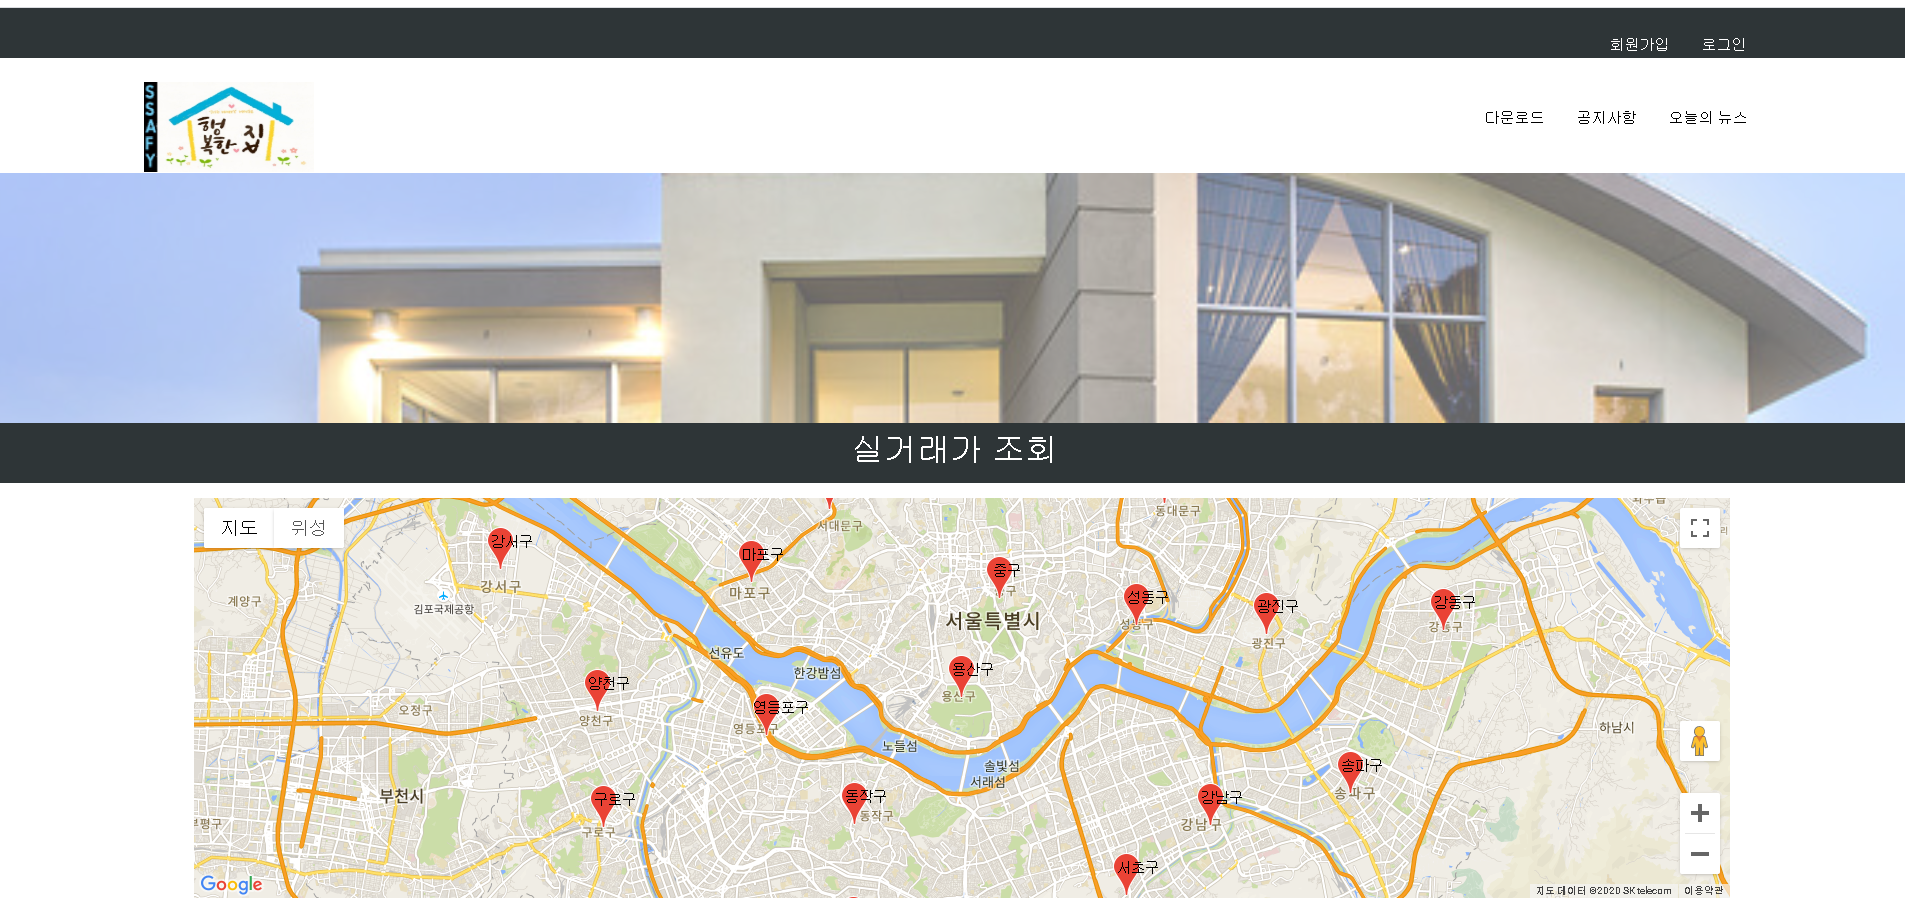 회원가입 로그인
SSAFY
행복한 집
다운로드 공지사항 오늘의 뉴스
실거래가 조회
지도 위성
서대문구
동대문구
강서구
마포구
중구
강서구
마포구
성동구
광진구
강동구
계양구
김포국제공항
서울특별시
광진구
강동구
선유도
한강밤섬
용산구
용산구
양천구
영등포구
오정구
양천구
영등포구
하남시
노들섬
솔빛섬
서래섬
송파구
송파구
부천시
구로구
동작구
강남구
부평구
구로구
동작구
강남구
서초구
Google
지도 데이터 ©2020 SK telecom 이용약관